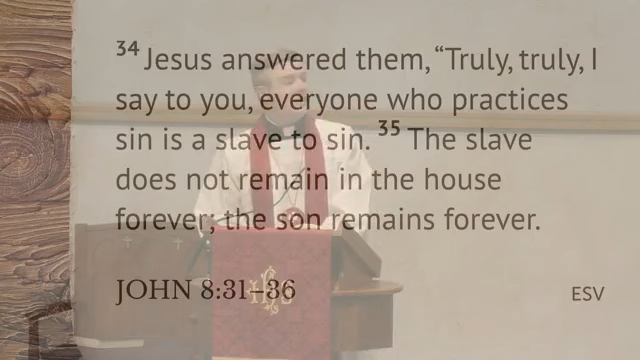 34 Jesus answered them, “Truly, truly, I
say to you, everyone who practices
sin is a slave to sin. 35 The slave
does not remain in the house
forever; the son remains forever.
JOHN 8:31–36
ESV
IHS